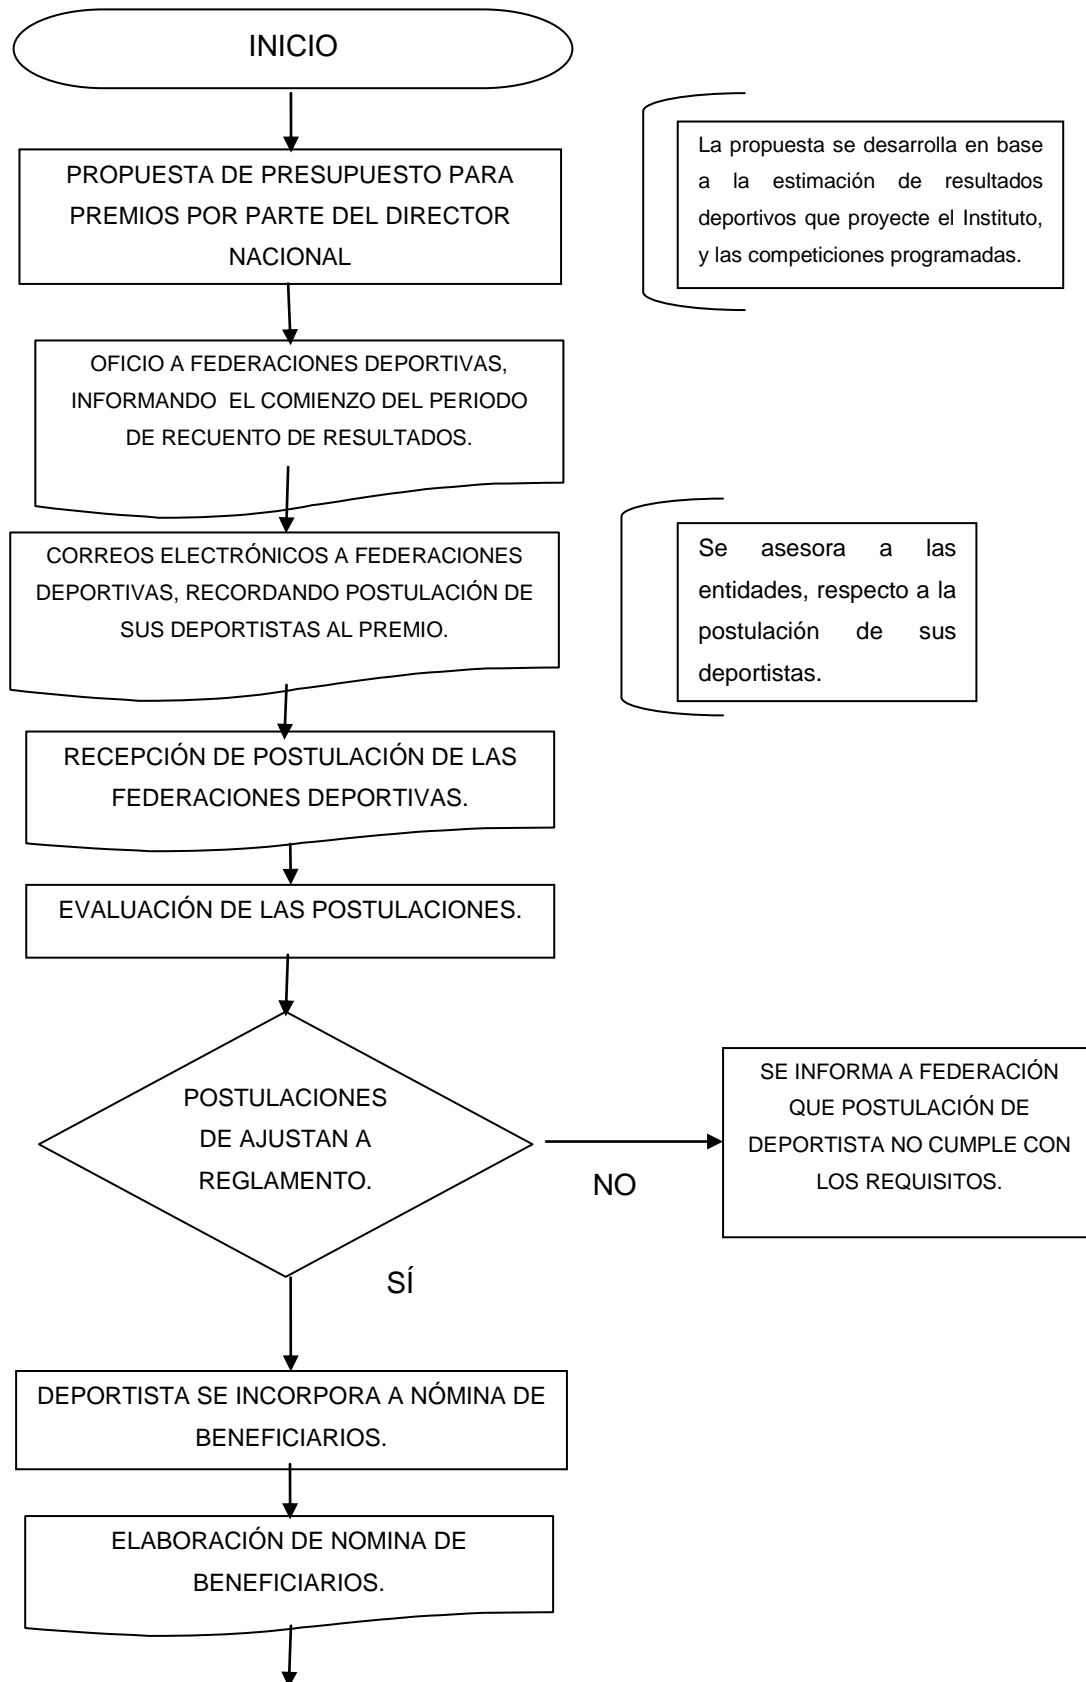 INICIO
PROPUESTA DE PRESUPUESTO PARA
PREMIOS POR PARTE DEL DIRECTOR
NACIONAL
La propuesta se desarrolla en base
a la estimación de resultados
deportivos que proyecte el Instituto,
y las competiciones programadas.
OFICIO A FEDERACIONES DEPORTIVAS,
INFORMANDO EL COMIENZO DEL PERIODO
DE RECUENTO DE RESULTADOS.
CORREOS ELECTRÓNICOS A FEDERACIONES
DEPORTIVAS, RECORDANDO POSTULACIÓN DE
SUS DEPORTISTAS AL PREMIO.
Se asesora a las
entidades, respecto a la
postulación de sus
deportistas.
RECEPCIÓN DE POSTULACIÓN DE LAS
FEDERACIONES DEPORTIVAS.
EVALUACIÓN DE LAS POSTULACIONES.
POSTULACIONES
DE AJUSTAN A
REGLAMENTO.
NO
SE INFORMA A FEDERACIÓN
QUE POSTULACIÓN DE
DEPORTISTA NO CUMPLE CON
LOS REQUISITOS.
SÍ
DEPORTISTA SE INCORPORA A NÓMINA DE
BENEFICIARIOS.
ELABORACIÓN DE NOMINA DE
BENEFICIARIOS.